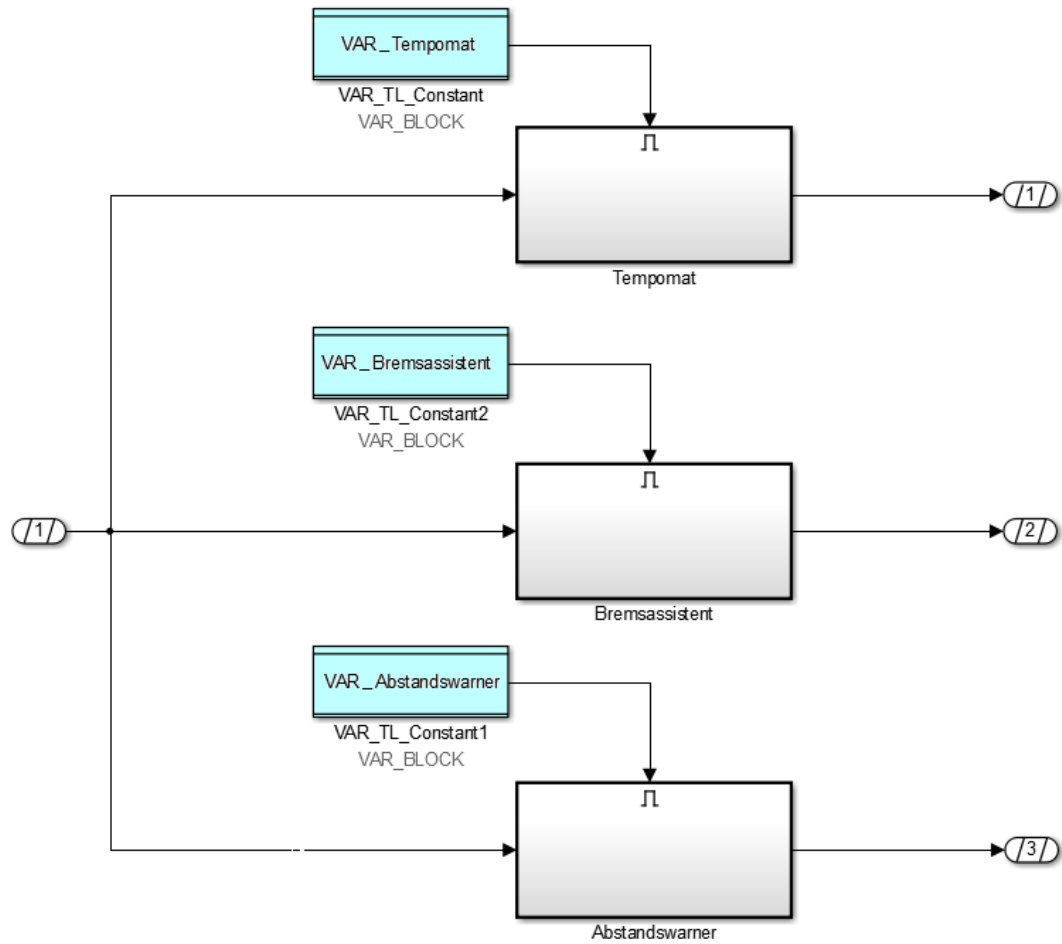 VAR_Tempomat
VAR_TL_Constant
VAR_BLOCK
/1/
Tempomat
VAR_Bremsassistent
VAR_TL_Constant2
VAR_BLOCK
/1/
/2/
Bremsassistent
VAR_Abstandswarner
VAR_TL_Constant1
VAR_BLOCK
/3/
Abstandswarner